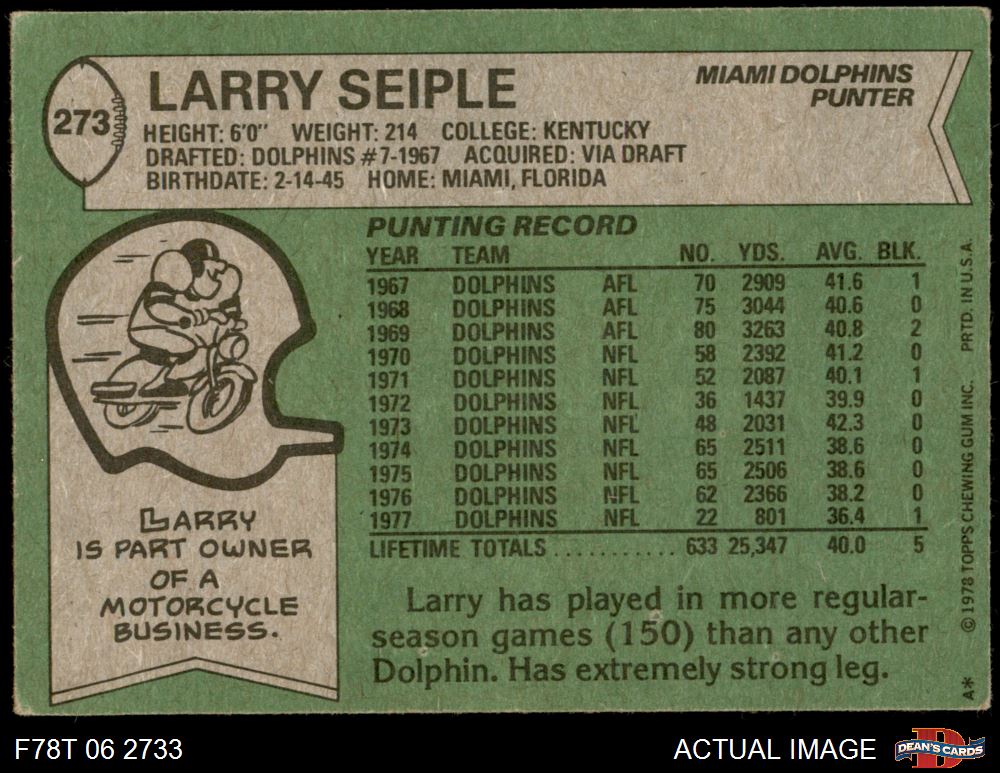 273
LARRY SEIPLE
MIAMI DOLPHINS
PUNTER
HEIGHT: 6'0" WEIGHT: 214 COLLEGE: KENTUCKY
DRAFTED: DOLPHINS #7-1967 ACQUIRED: VIA DRAFT
BIRTHDATE: 2-14-45 HOME: MIAMI, FLORIDA
PUNTING RECORD
YEAR TEAM NO. YDS. AVG. BLK.
1967 DOLPHINS AFL 70 2909 41.6 1
1968 DOLPHINS AFL 75 3044 40.6 0
1969 DOLPHINS AFL 80 3263 40.8 2
1970 DOLPHINS NFL 58 2392 41.2 0
1971 DOLPHINS NFL 52 2087 40.1 1
1972 DOLPHINS NFL 36 1437 39.9 0
1973 DOLPHINS NFL 48 2031 42.3 0
1974 DOLPHINS NFL 65 2511 38.6 0
1975 DOLPHINS NFL 65 2506 38.6 0
1976 DOLPHINS NFL 62 2366 38.2 0
1977 DOLPHINS NFL 22 801 36.4 1
LIFETIME TOTALS ........... 633 25,347 40.0 5
LARRY
IS PART OWNER
OF A
MOTORCYCLE
BUSINESS.
Larry has played in more regular-
season games (150) than any other
Dolphin. Has extremely strong leg.
A* © 1978 TOPPS CHEWING GUM INC. PRTD. IN U.S.A.
F78T 06 2733
ACTUAL IMAGE
D
DEAN'S CARDS